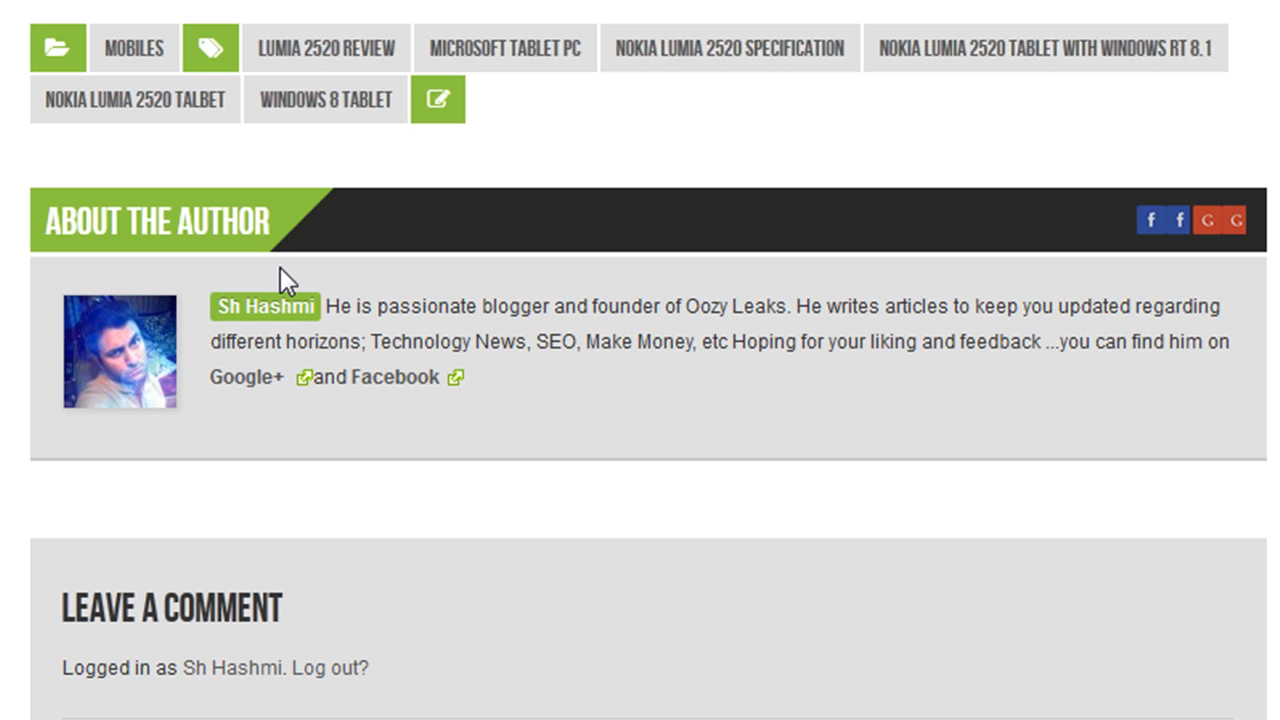 MOBILES LUMIA 2520 REVIEW MICROSOFT TABLET PC NOKIA LUMIA 2520 SPECIFICATION NOKIA LUMIA 2520 TABLET WITH WINDOWS RT 8.1
NOKIA LUMIA 2520 TALBET WINDOWS 8 TABLET
ABOUT THE AUTHOR f f G G
Sh Hashmi He is passionate blogger and founder of Oozy Leaks. He writes articles to keep you updated regarding
different horizons; Technology News, SEO, Make Money, etc Hoping for your liking and feedback ...you can find him on
Google+ and Facebook
LEAVE A COMMENT
Logged in as Sh Hashmi. Log out?